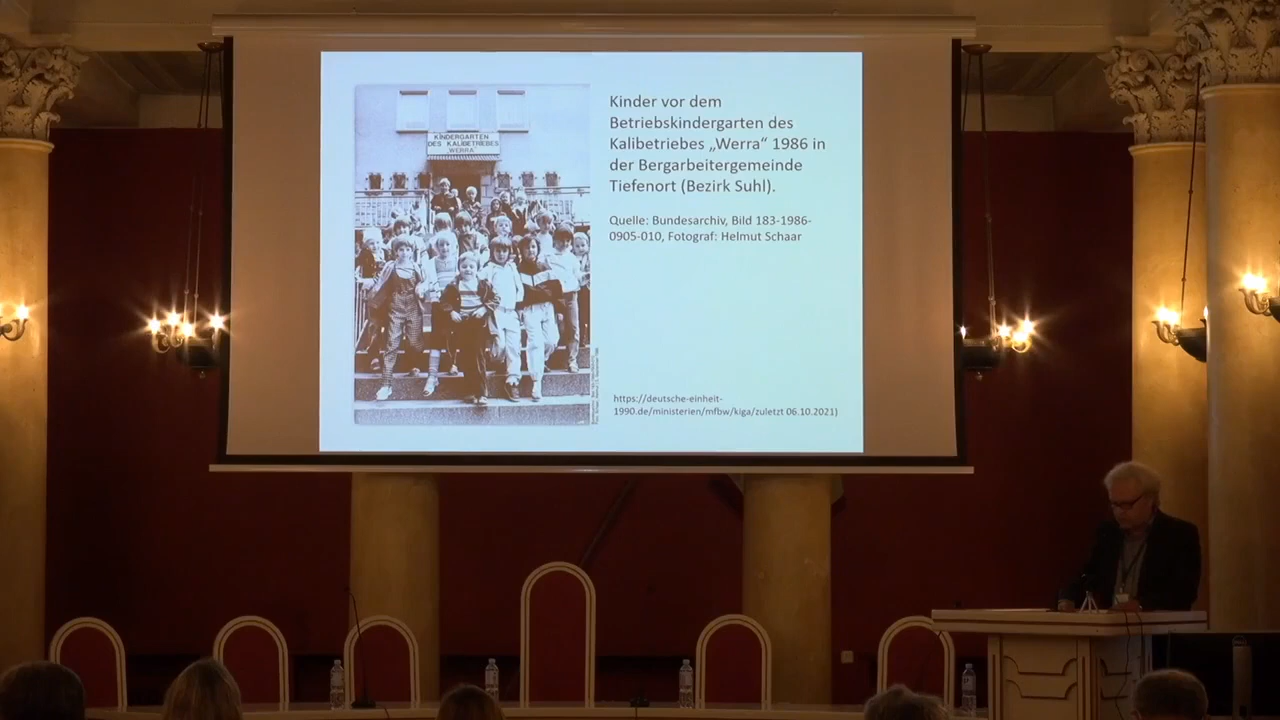 KINDERGARTEN
DES KALIBETRIEBES
"WERRA"
Kinder vor dem
Betriebskindergarten des
Kalibetriebes „Werra“ 1986 in
der Bergarbeitergemeinde
Tiefenort (Bezirk Suhl).
Quelle: Bundesarchiv, Bild 183-1986-
0905-010, Fotograf: Helmut Schaar
https://deutsche-einheit-
1990.de/ministerien/mfbw/kiga/zuletzt 06.10.2021)